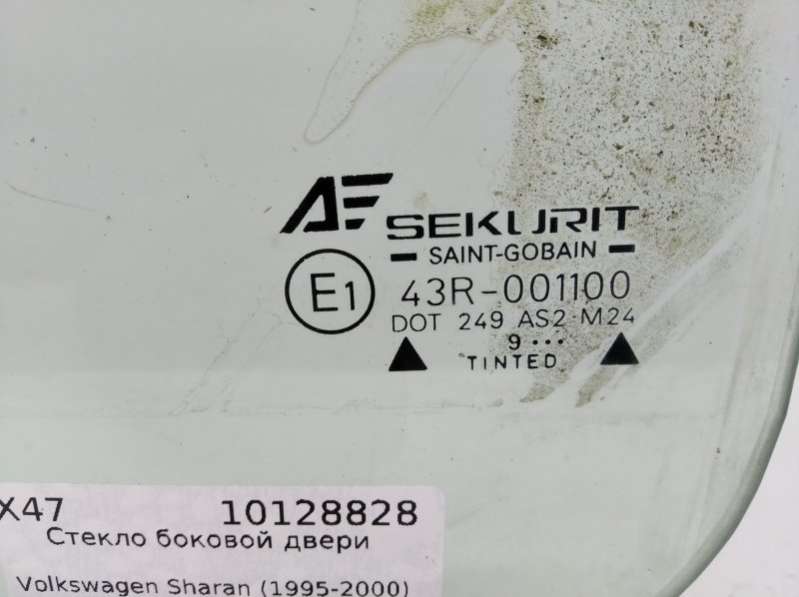 AF SEKURIT
SAINT-GOBAIN
E1 43R-001100
DOT 249 AS2 M24
9 •••
TINTED
X47 10128828
Стекло боковой двери
Volkswagen Sharan (1995-2000)